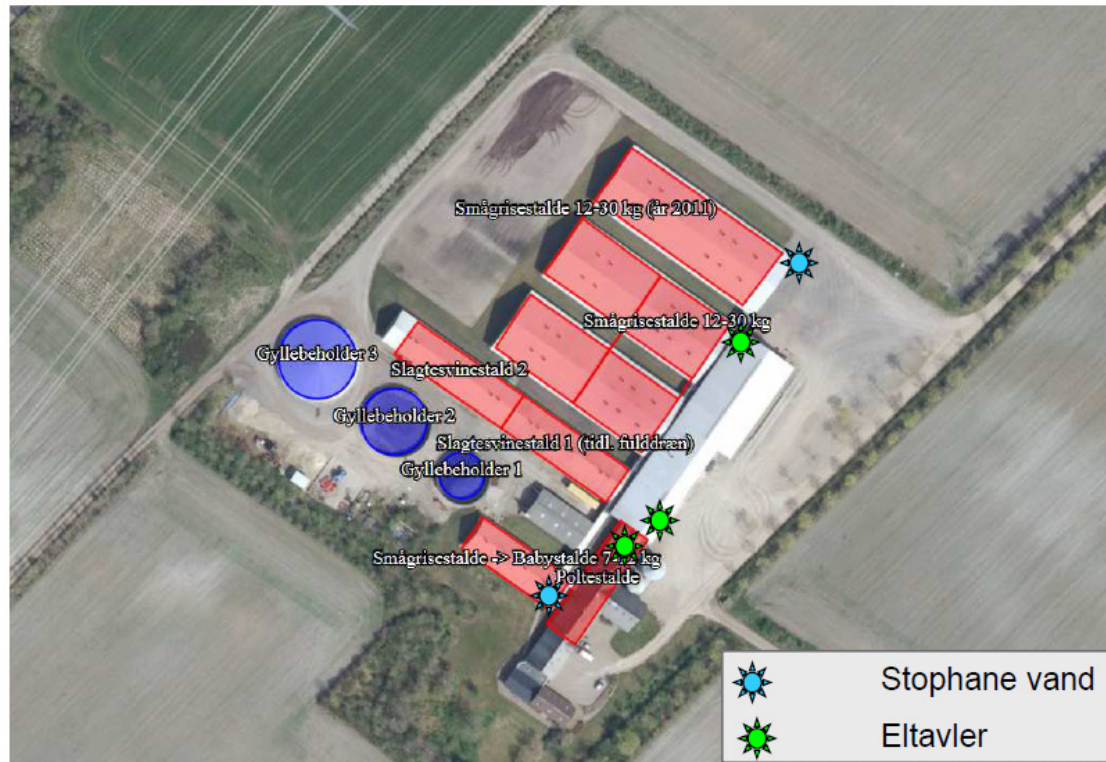 Smågrisestalde 12-30 kg (år 2011)
Smågrisestalde 12-30 kg
Gyllebeholder 3
Slagtesvinestald 2
Gyllebeholder 2
Slagtesvinestald 1 (tidl. fulddræn)
Gyllebeholder 1
Smågrisestalde -> Babystalde 7- kg
Poltestalde
Stophane vand
Eltavler